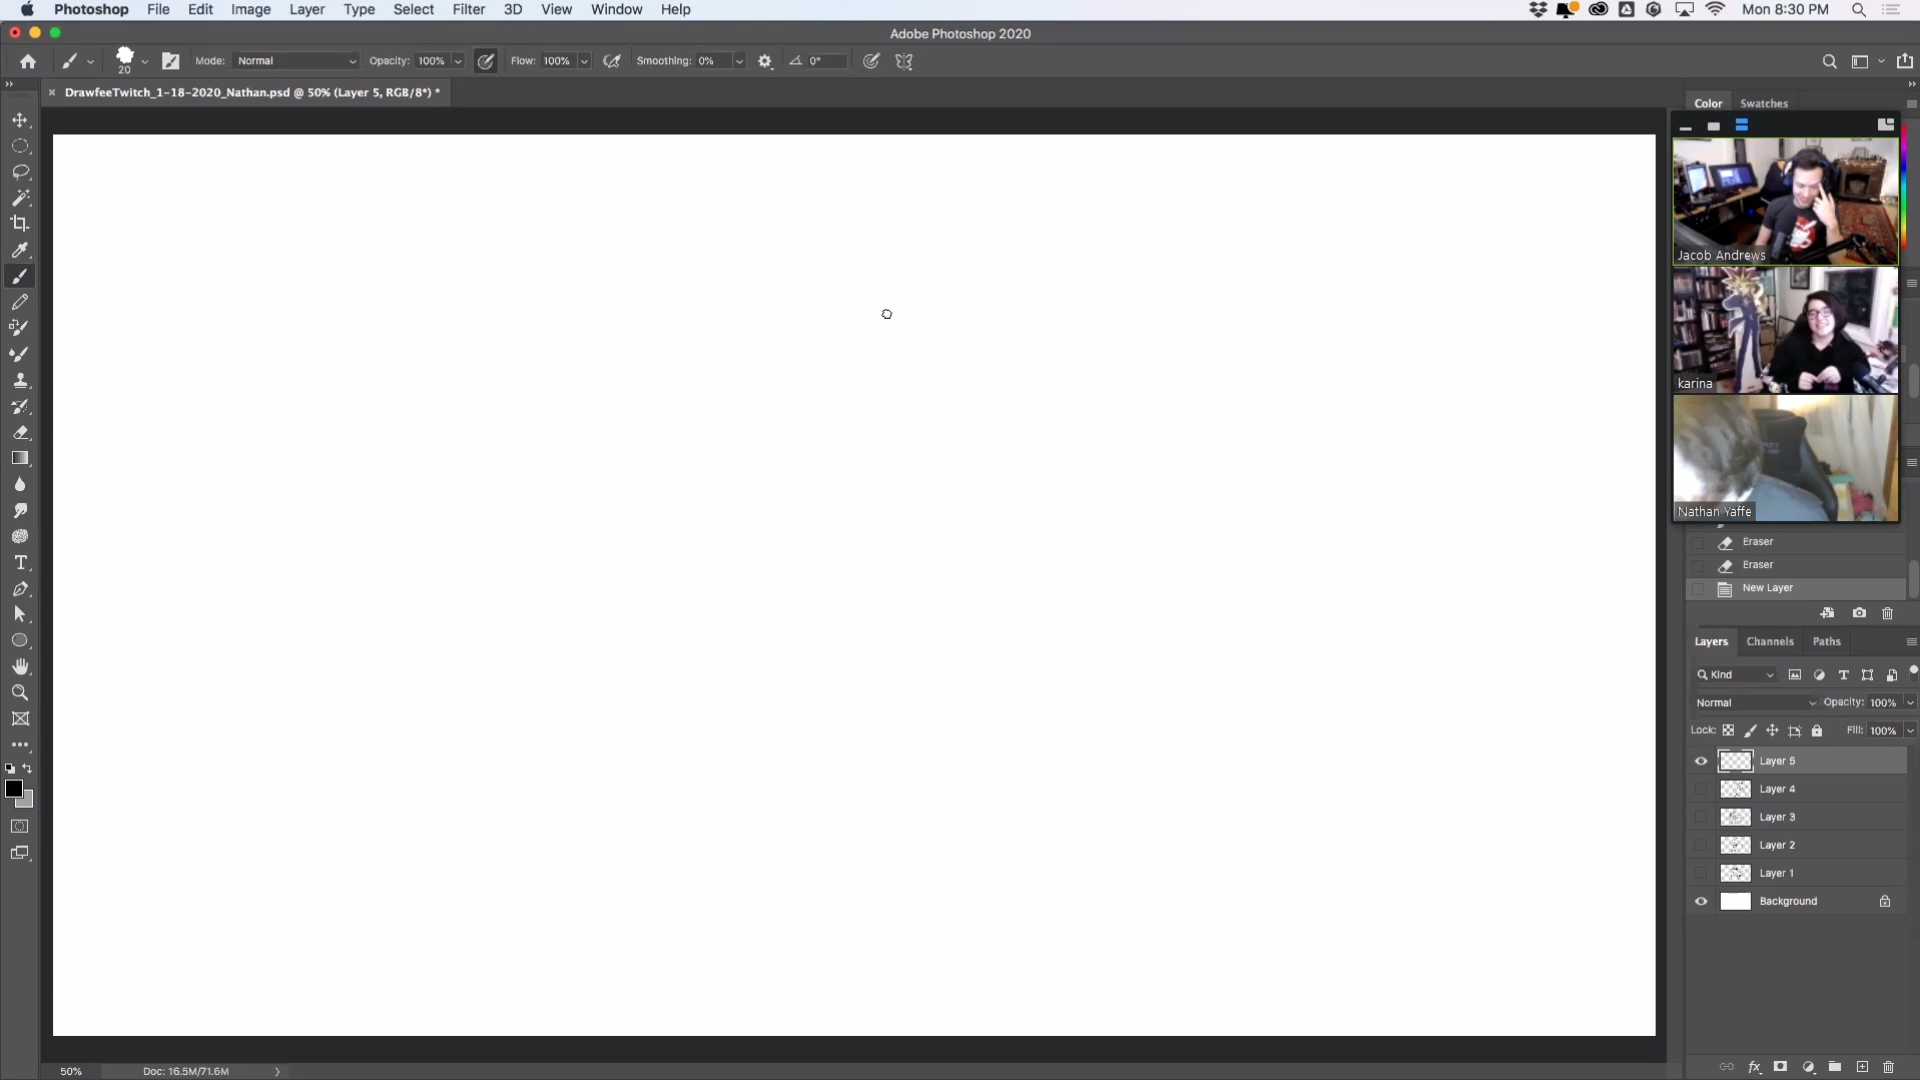 Photoshop File Edit Image Layer Type Select Filter 3D View Window Help Mon 8:30 PM
Adobe Photoshop 2020
20 Mode: Normal Opacity: 100% Flow: 100% Smoothing: 0% 0°
DrawfeeTwitch_1-18-2020_Nathan.psd @ 50% (Layer 5, RGB/8*) *
Color Swatches
Jacob Andrews
karina
Nathan Yaffe
Eraser
Eraser
New Layer
Layers Channels Paths
Kind
Normal Opacity: 100%
Lock: Fill: 100%
Layer 5
Layer 4
Layer 3
Layer 2
Layer 1
Background
50% Doc: 16.5M/71.6M
fx